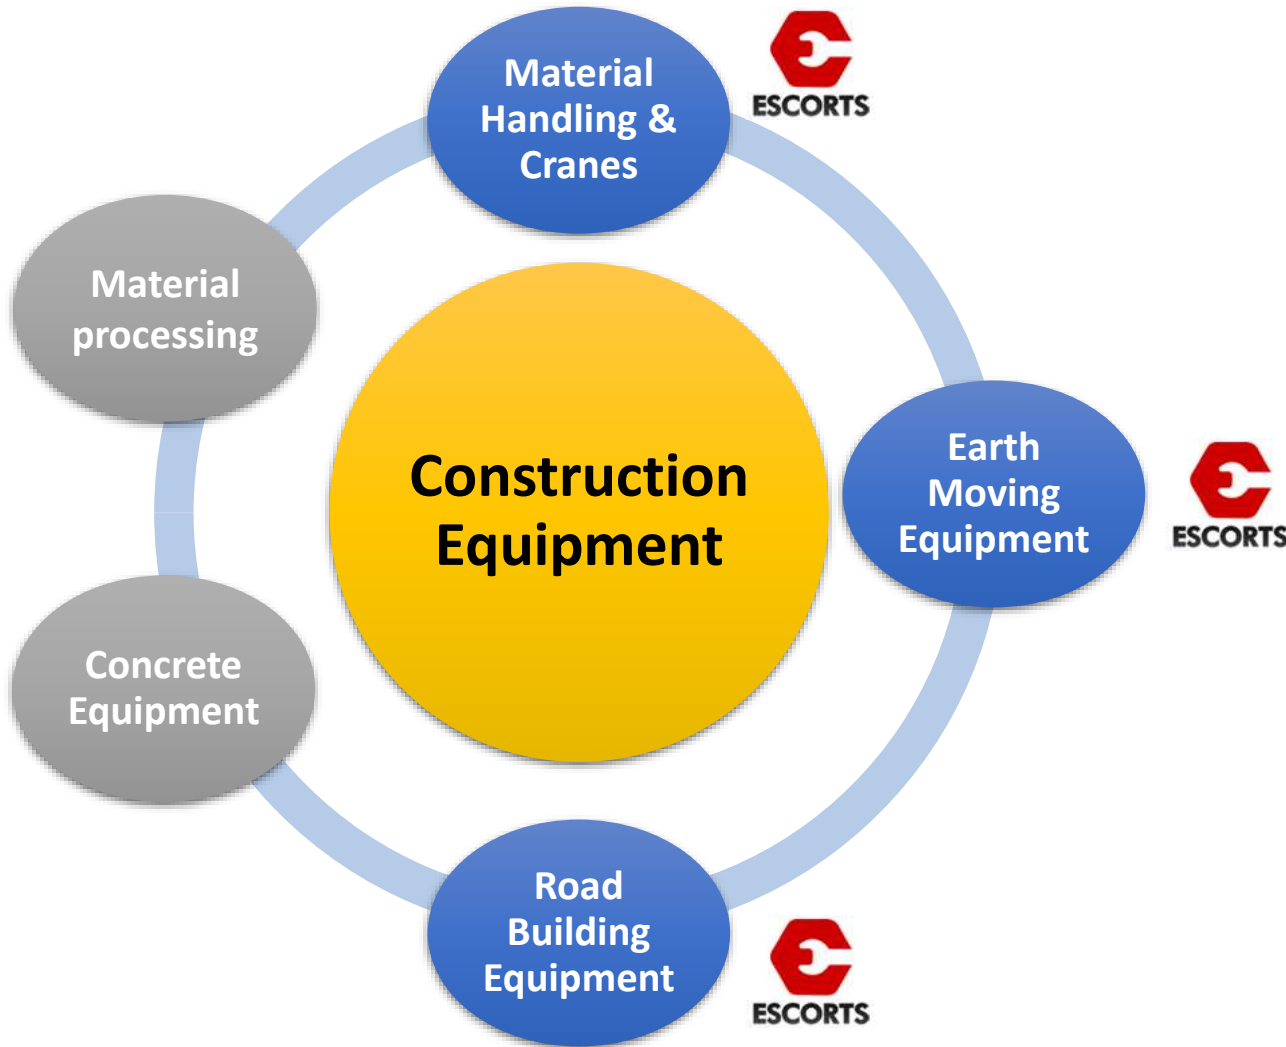 Material
Handling &
Cranes
ESCORTS
Material
processing
Construction
Equipment
Earth
Moving
Equipment
ESCORTS
Concrete
Equipment
Road
Building
Equipment
ESCORTS